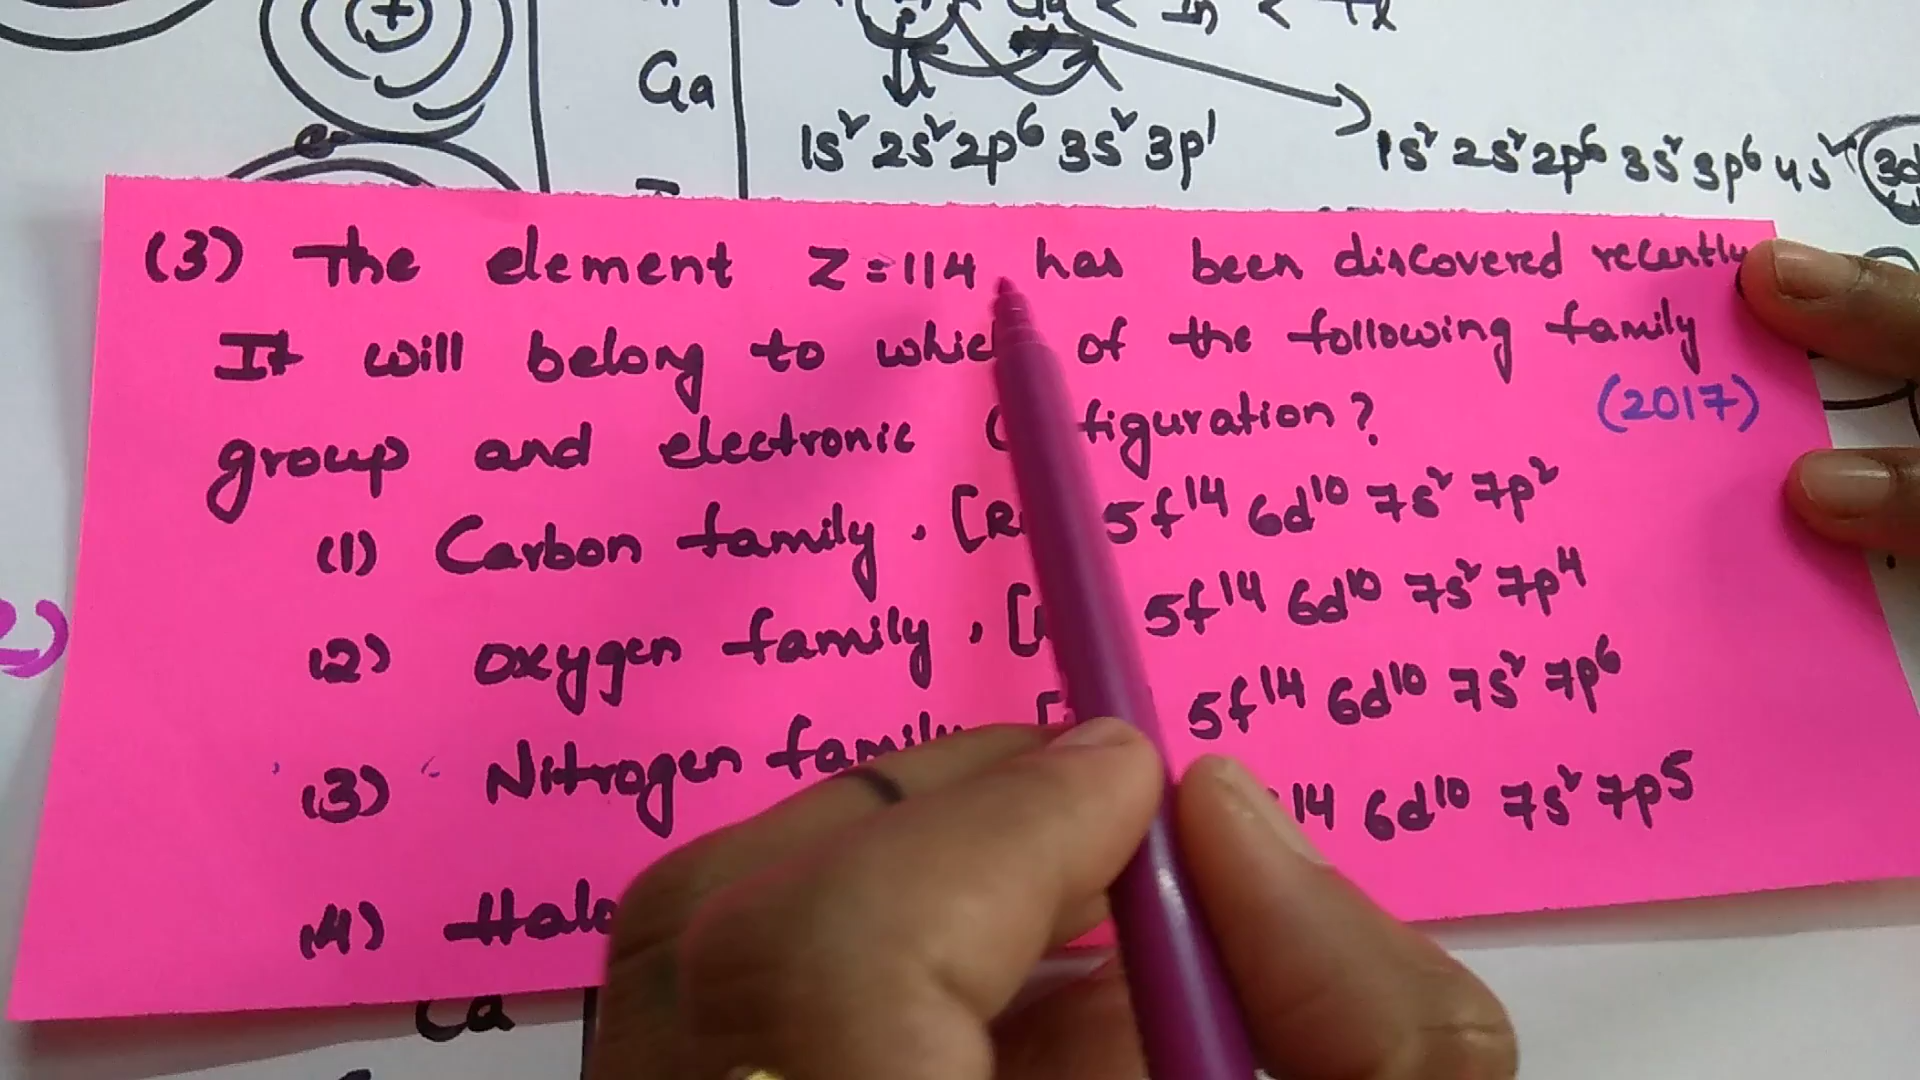 Ga
1s² 2s² 2p⁶ 3s² 3p¹
1s² 2s² 2p⁶ 3s² 3p⁶ 4s² 3d
(3) The element Z=114 has been discovered recently
It will belong to which of the following family
group and electronic configuration?
(2017)
(1) Carbon family, 5f¹⁴ 6d¹⁰ 7s² 7p²
(2) oxygen family, 5f¹⁴ 6d¹⁰ 7s² 7p⁴
(3) Nitrogen family 5f¹⁴ 6d¹⁰ 7s² 7p⁶
(4) Halo 14 6d¹⁰ 7s² 7p⁵